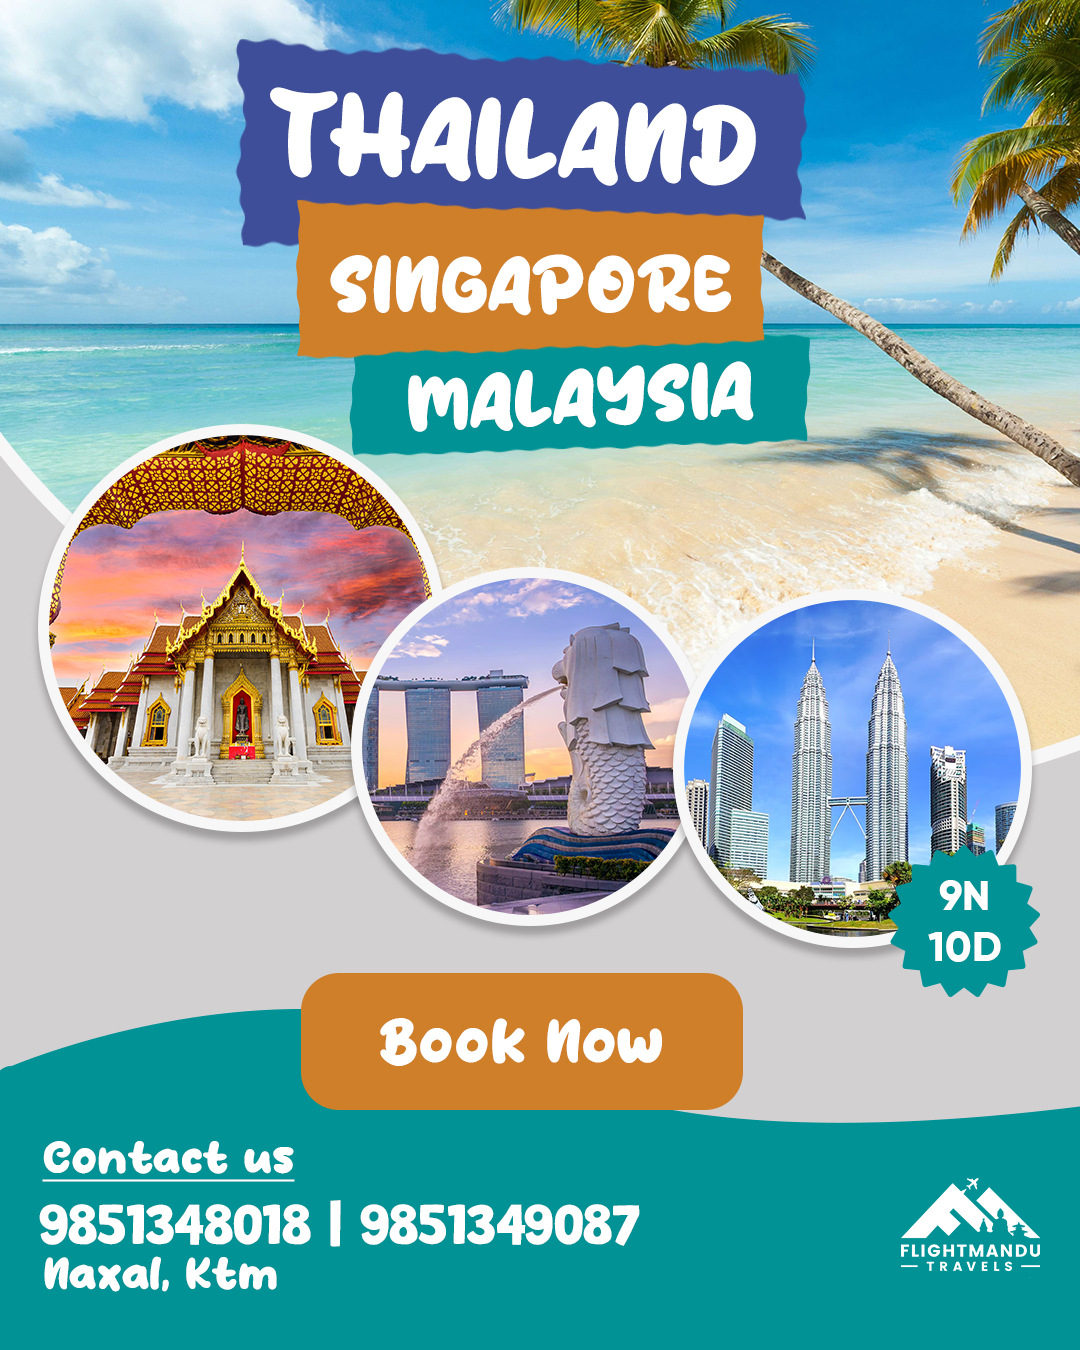 THAILAND
SINGAPORE
MALAYSIA
9N
10D
Book Now
Contact us
9851348018 | 9851349087
Naxal, Ktm
FLIGHTMANDU
TRAVELS